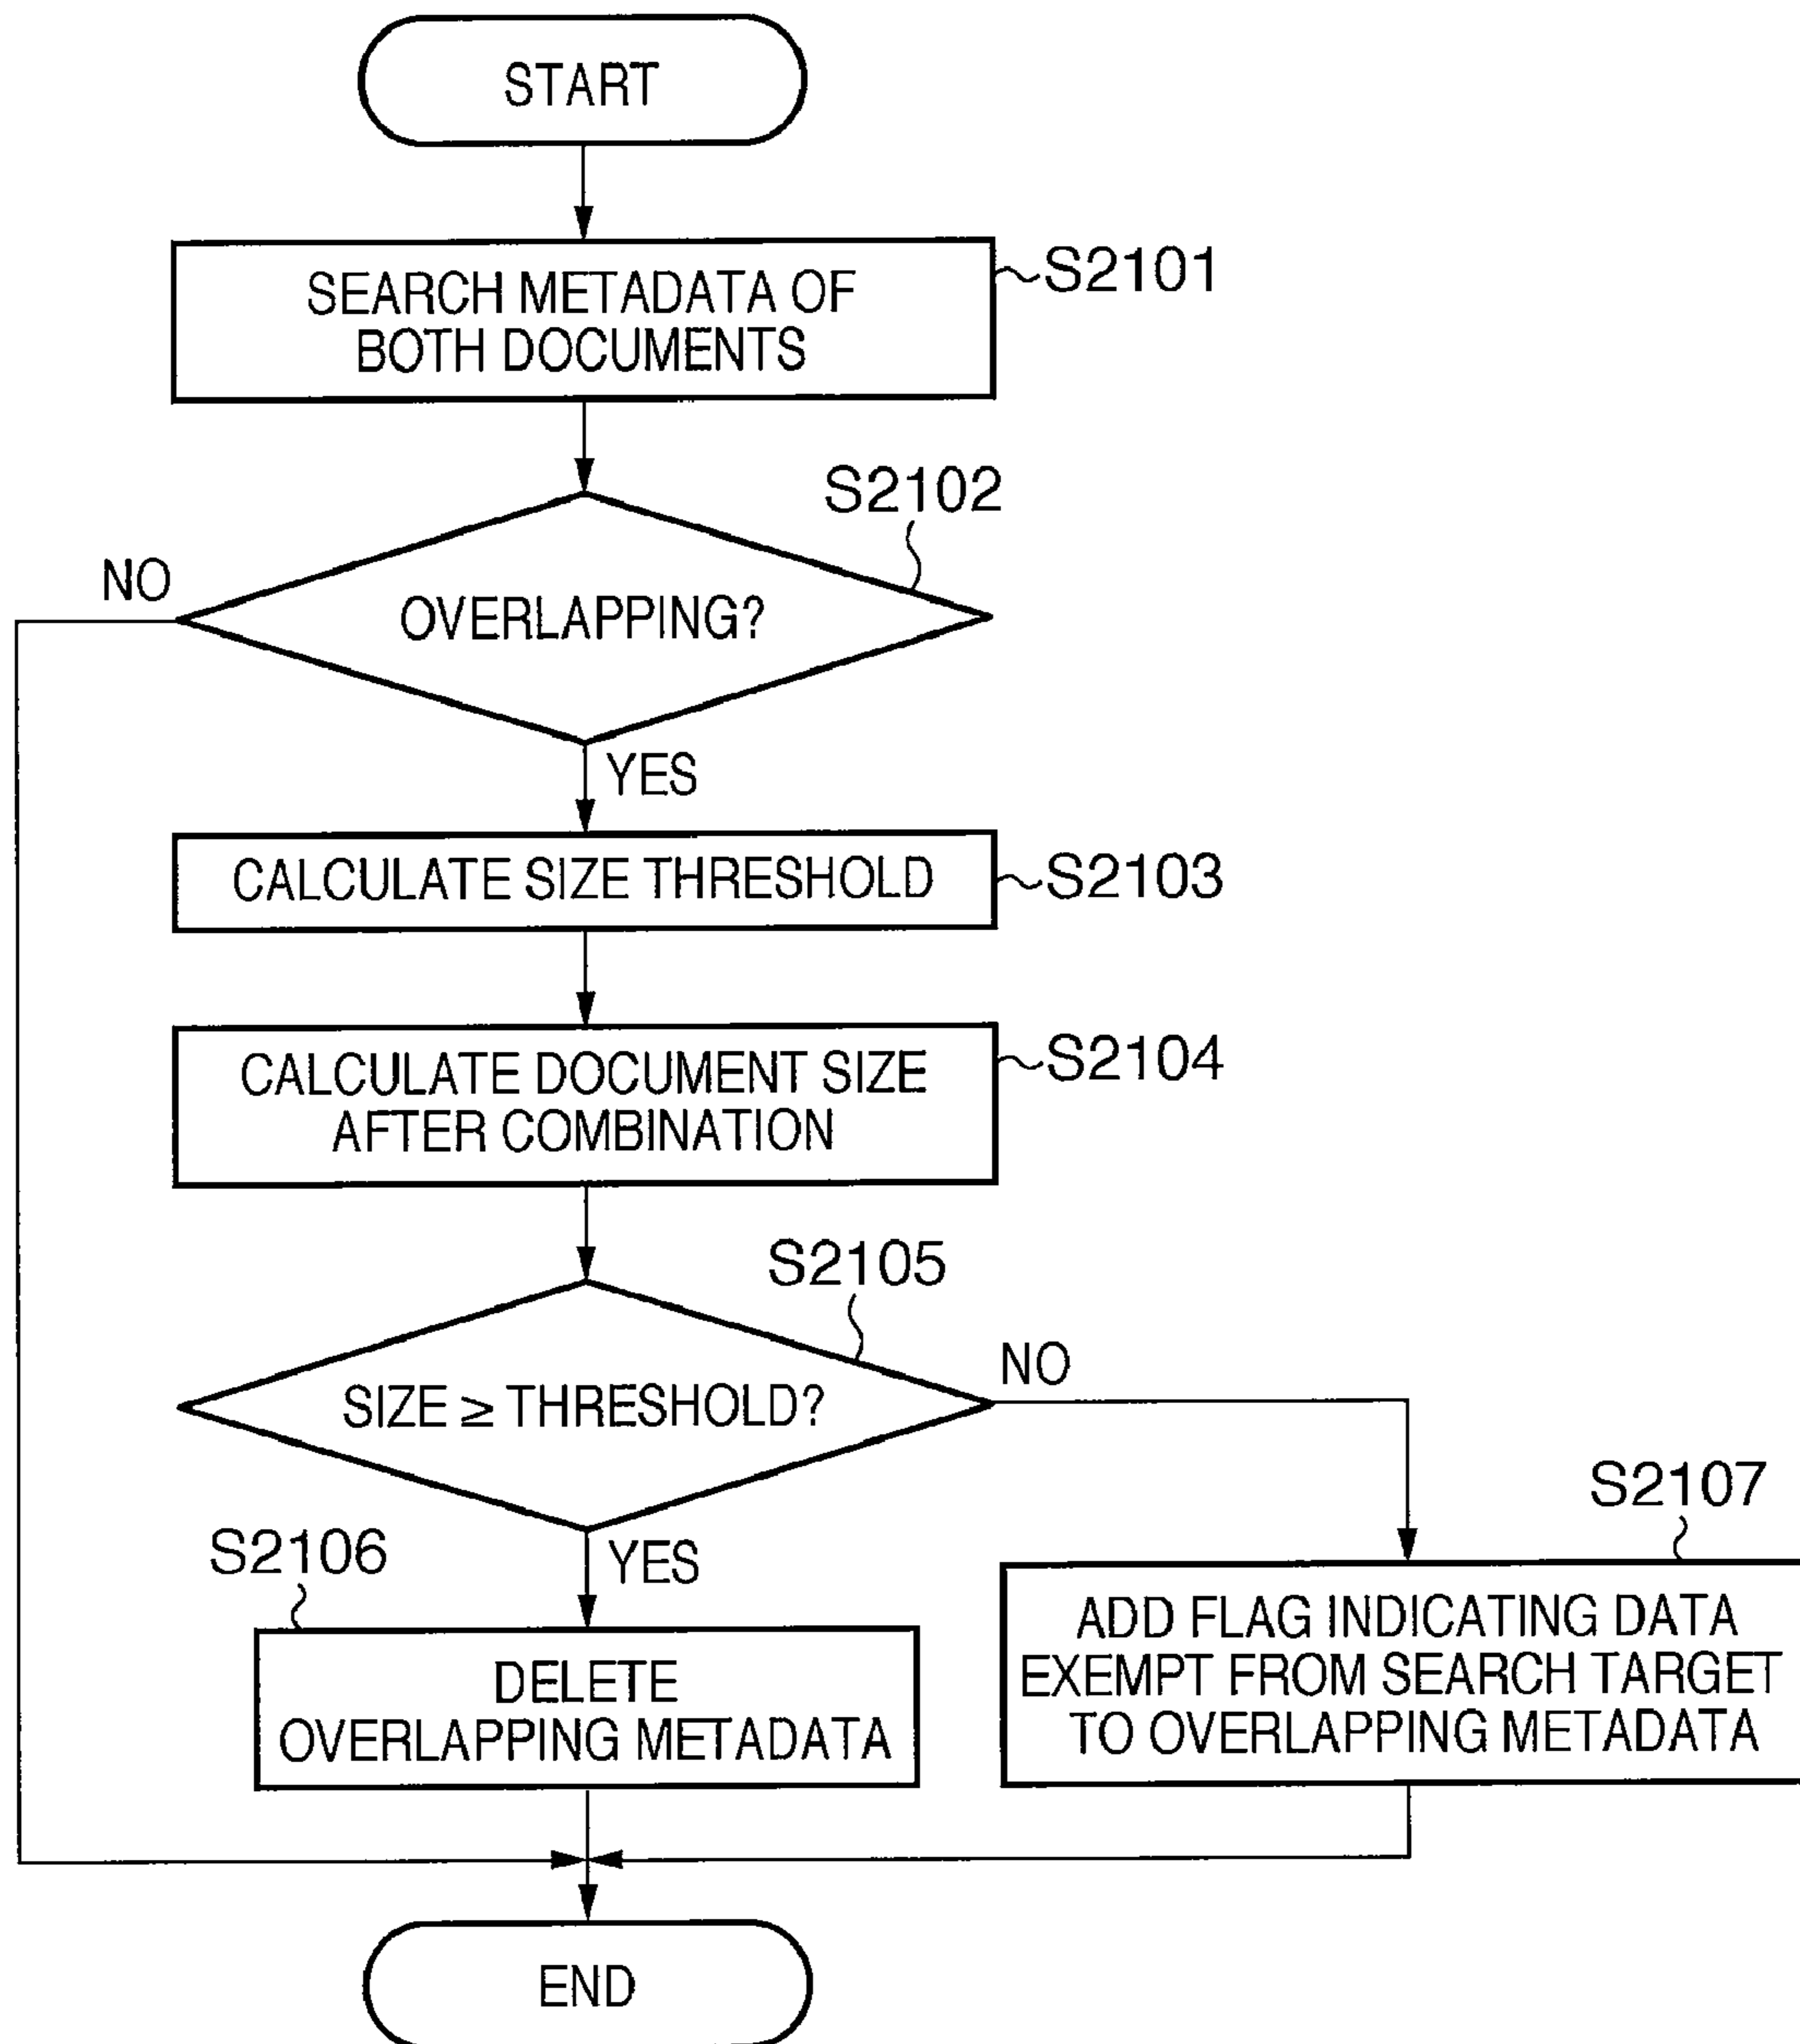 START
SEARCH METADATA OF
BOTH DOCUMENTS
S2101
S2102
NO
OVERLAPPING?
YES
CALCULATE SIZE THRESHOLD
S2103
CALCULATE DOCUMENT SIZE
AFTER COMBINATION
S2104
S2105
NO
SIZE ≥ THRESHOLD?
YES
S2106
DELETE
OVERLAPPING METADATA
S2107
ADD FLAG INDICATING DATA
EXEMPT FROM SEARCH TARGET
TO OVERLAPPING METADATA
END